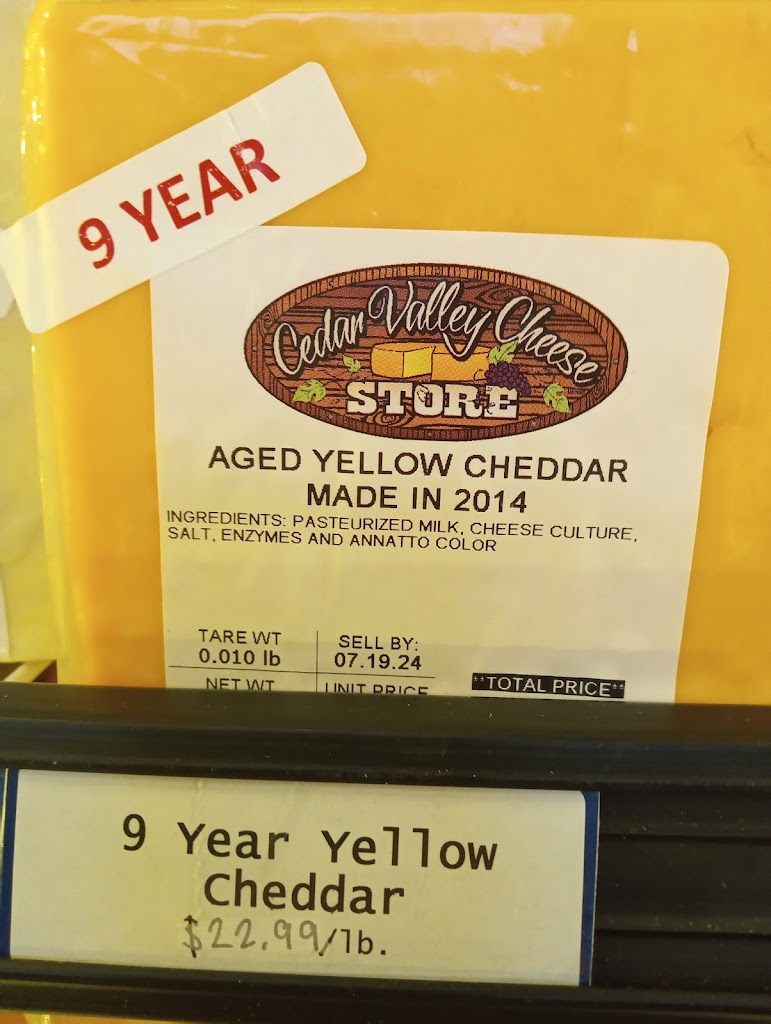 9 YEAR
Cedar Valley Cheese
STORE
AGED YELLOW CHEDDAR
MADE IN 2014
INGREDIENTS: PASTEURIZED MILK, CHEESE CULTURE,
SALT, ENZYMES AND ANNATTO COLOR
TARE WT
0.010 lb
SELL BY:
07.19.24
NET WT
UNIT PRICE
**TOTAL PRICE**
9 Year Yellow
Cheddar
$22.99/lb.